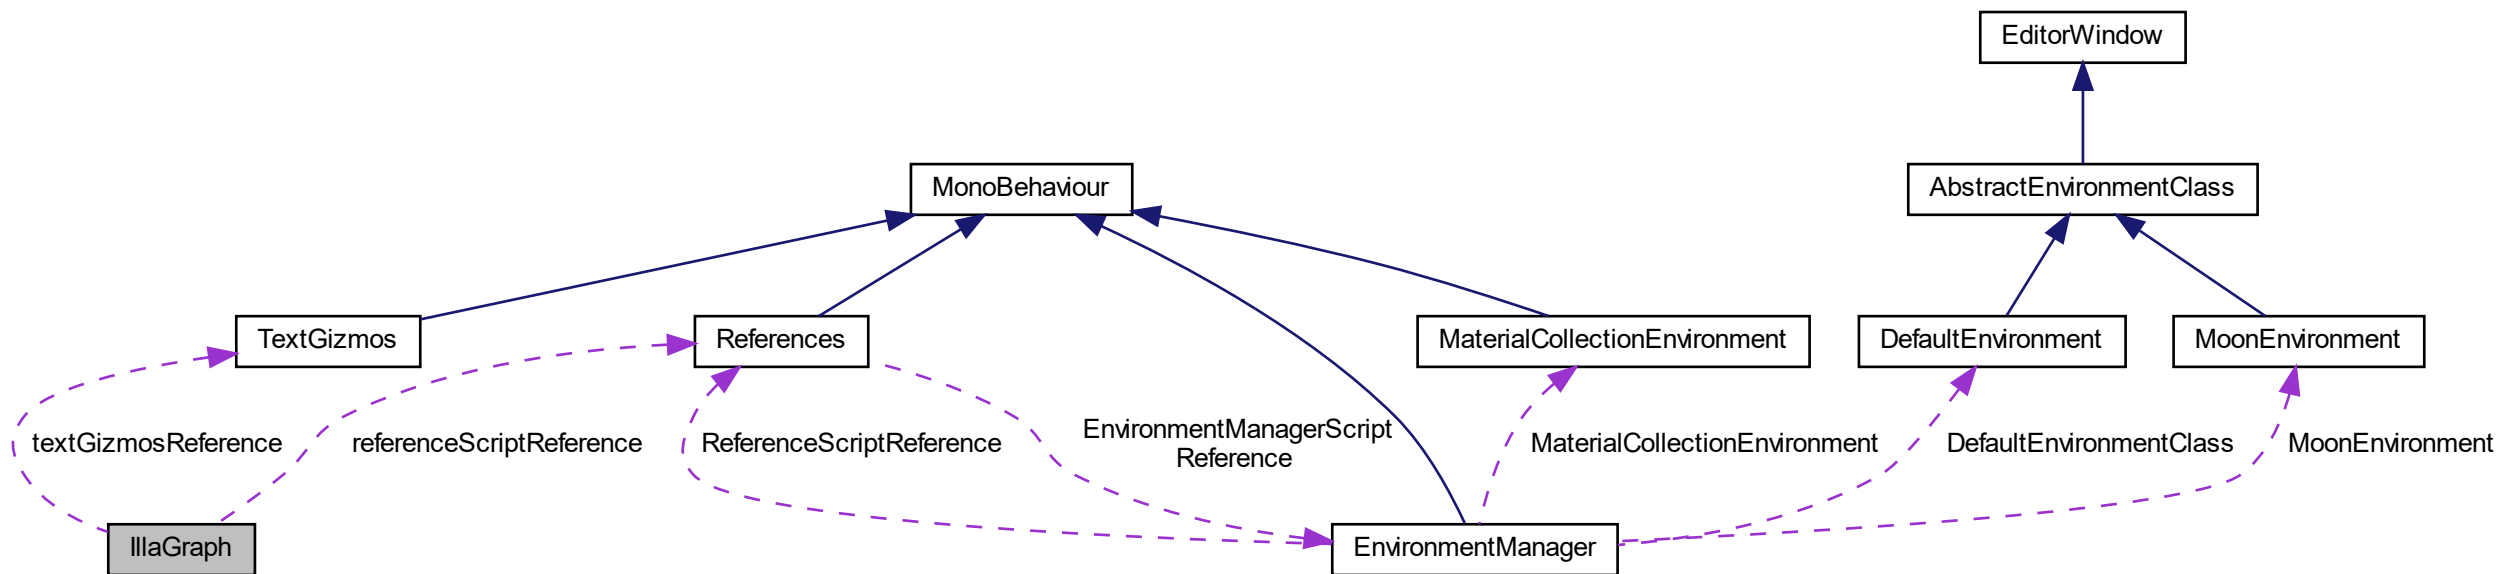 EditorWindow
MonoBehaviour
AbstractEnvironmentClass
TextGizmos
References
MaterialCollectionEnvironment
DefaultEnvironment
MoonEnvironment
textGizmosReference
referenceScriptReference
ReferenceScriptReference
EnvironmentManagerScript
Reference
MaterialCollectionEnvironment
DefaultEnvironmentClass
MoonEnvironment
IllaGraph
EnvironmentManager